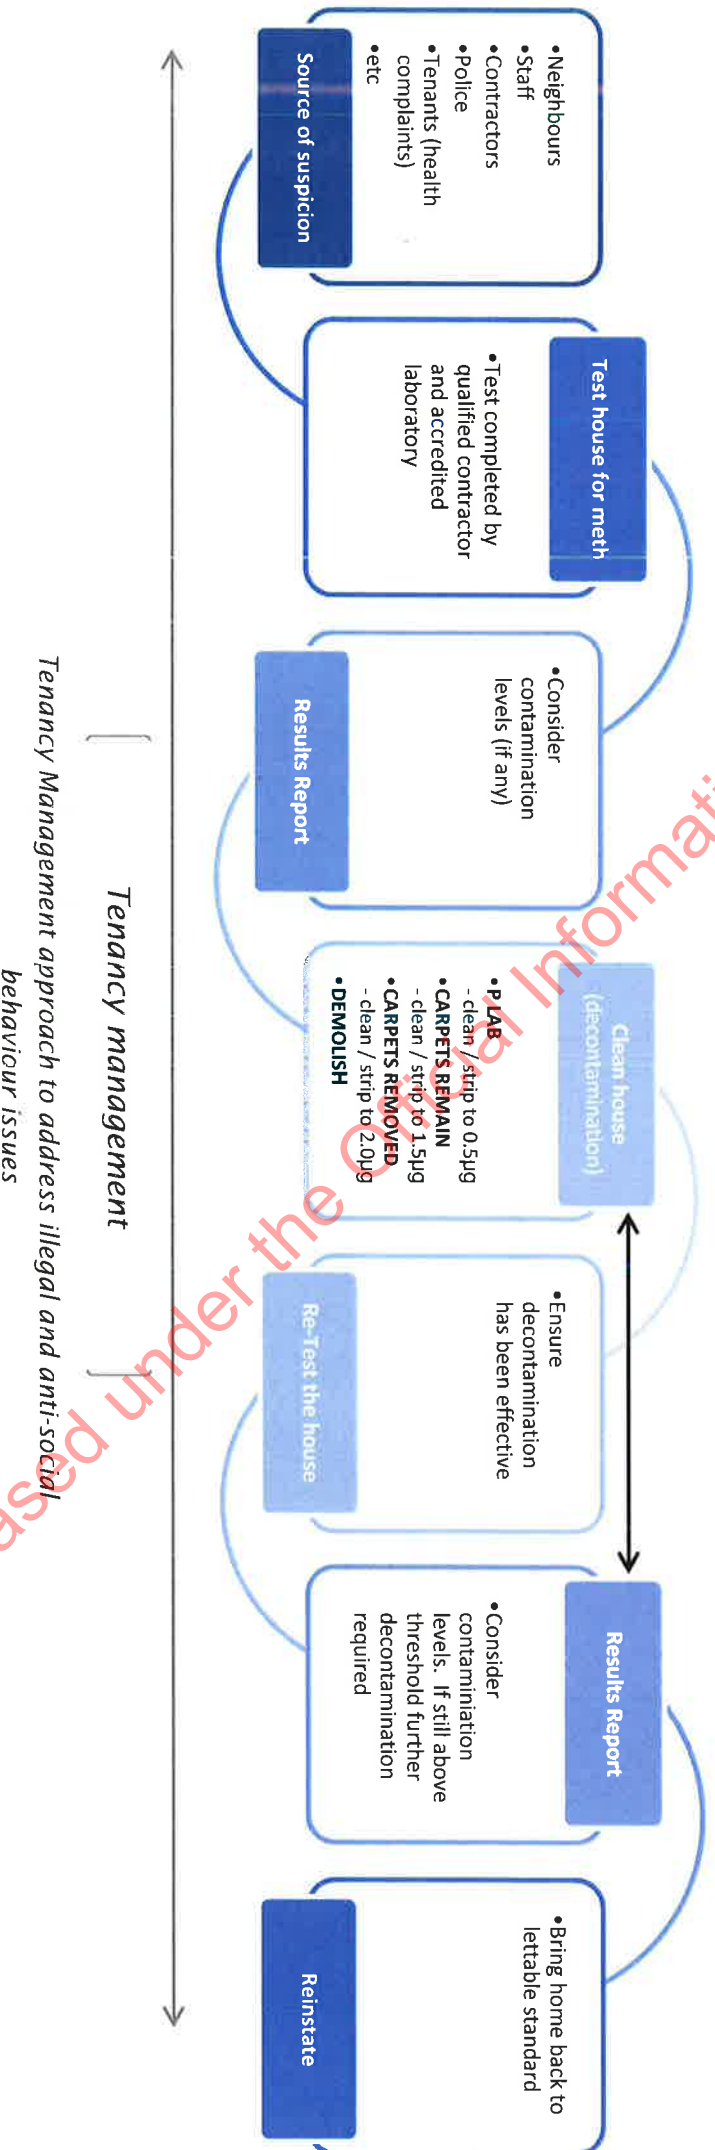 •Neighbours
•Staff
•Contractors
•Police
•Tenants (health
complaints)
•etc
Source of suspicion
Test house for meth
•Test completed by
qualified contractor
and accredited
laboratory
•Consider
contamination
levels (if any)
Results Report
Clean house
(decontamination)
•P LAB
- clean / strip to 0.5µg
•CARPETS REMAIN
- clean / strip to 1.5µg
•CARPETS REMOVED
- clean / strip to 2.0µg
•DEMOLISH
•Ensure
decontamination
has been effective
Re-Test the house
Results Report
•Consider
contaminiation
levels. If still above
threshold further
decontamination
required
•Bring home back to
lettable standard
Reinstate
Tenancy management
Tenancy Management approach to address illegal and anti-social
behaviour issues
under the Official